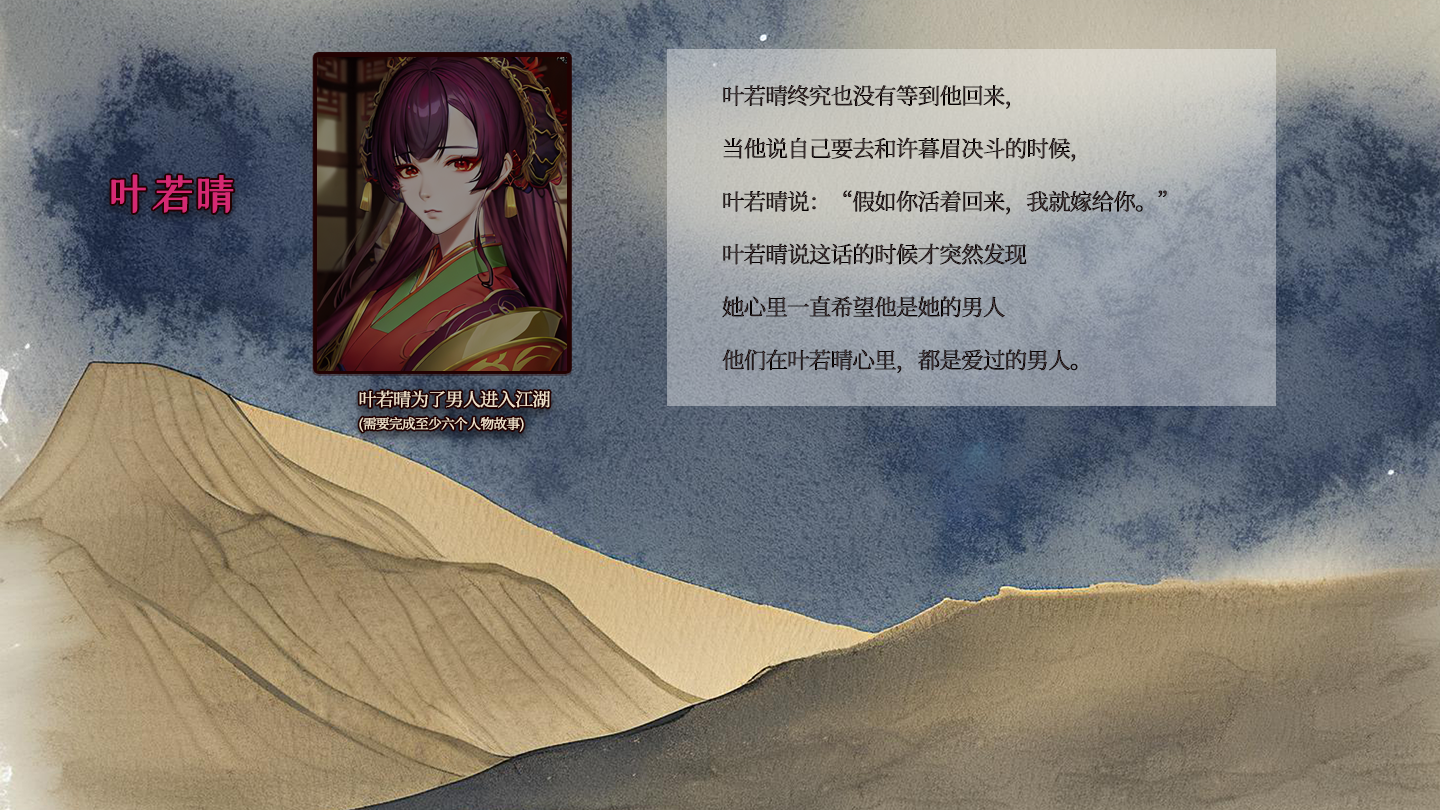 叶若晴
叶若晴为了男人进入江湖
(需要完成至少六个人物故事)
叶若晴终究也没有等到他回来，
当他说自己要去和许暮眉决斗的时候，
叶若晴说：“假如你活着回来，我就嫁给你。”
叶若晴说这话的时候才突然发现
她心里一直希望他是她的男人
他们在叶若晴心里，都是爱过的男人。